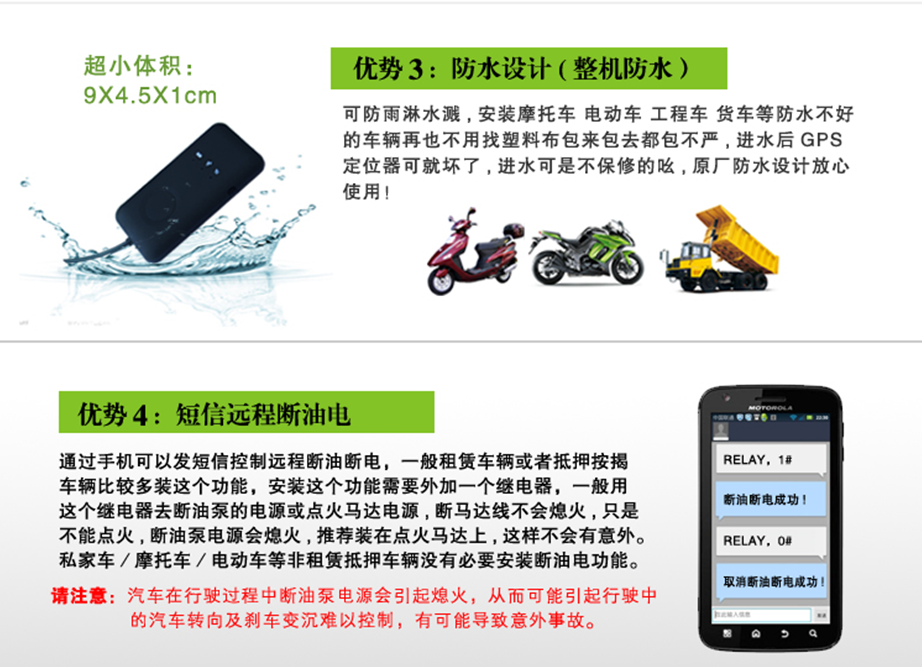 超小体积：
9X4.5X1cm
优势 3：防水设计 ( 整机防水 ）
可防雨淋水溅 , 安装摩托车 电动车 工程车 货车等防水不好
的车辆再也不用找塑料布包来包去都包不严 , 进水后 GPS
定位器可就坏了 , 进水可是不保修的吆 , 原厂防水设计放心
使用 !
优势 4：短信远程断油电
通过手机可以发短信控制远程断油断电，一般租赁车辆或者抵押按揭
车辆比较多装这个功能，安装这个功能需要外加一个继电器，一般用
这个继电器去断油泵的电源或点火马达电源 , 断马达线不会熄火 , 只是
不能点火 , 断油泵电源会熄火 , 推荐装在点火马达上 , 这样不会有意外。
私家车 / 摩托车 / 电动车等非租赁抵押车辆没有必要安装断油电功能。
请注意：汽车在行驶过程中断油泵电源会引起熄火，从而可能引起行驶中
的汽车转向及刹车变沉难以控制，有可能导致意外事故。
MOTOROLA
RELAY，1#
断油断电成功！
RELAY，0#
取消断油断电成功！